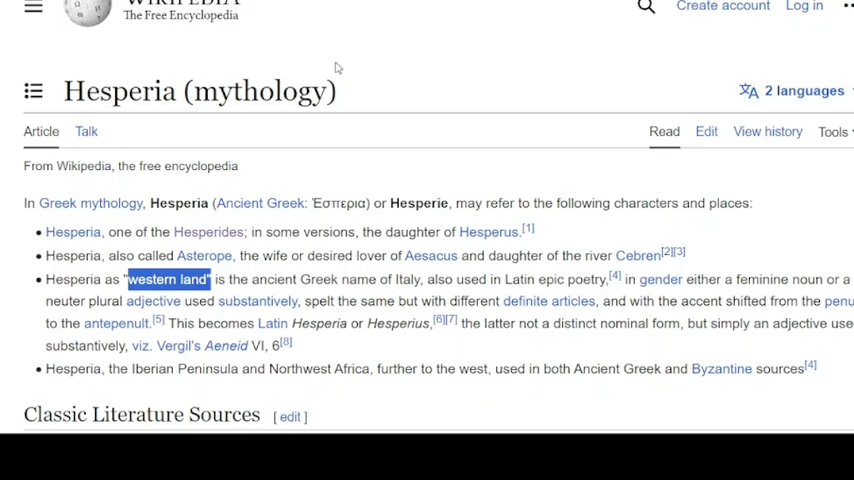 WIKIPEDIA
The Free Encyclopedia
Create account Log in
Hesperia (mythology)
2 languages
Article Talk
Read Edit View history Tools
From Wikipedia, the free encyclopedia
In Greek mythology, Hesperia (Ancient Greek: Ἑσπερια) or Hesperie, may refer to the following characters and places:
• Hesperia, one of the Hesperides; in some versions, the daughter of Hesperus.[1]
• Hesperia, also called Asterope, the wife or desired lover of Aesacus and daughter of the river Cebren[2][3]
• Hesperia as "western land" is the ancient Greek name of Italy, also used in Latin epic poetry,[4] in gender either a feminine noun or a
neuter plural adjective used substantively, spelt the same but with different definite articles, and with the accent shifted from the penu
to the antepenult.[5] This becomes Latin Hesperia or Hesperius,[6][7] the latter not a distinct nominal form, but simply an adjective use
substantively, viz. Vergil's Aeneid VI, 6[8]
• Hesperia, the Iberian Peninsula and Northwest Africa, further to the west, used in both Ancient Greek and Byzantine sources[4]
Classic Literature Sources [ edit ]